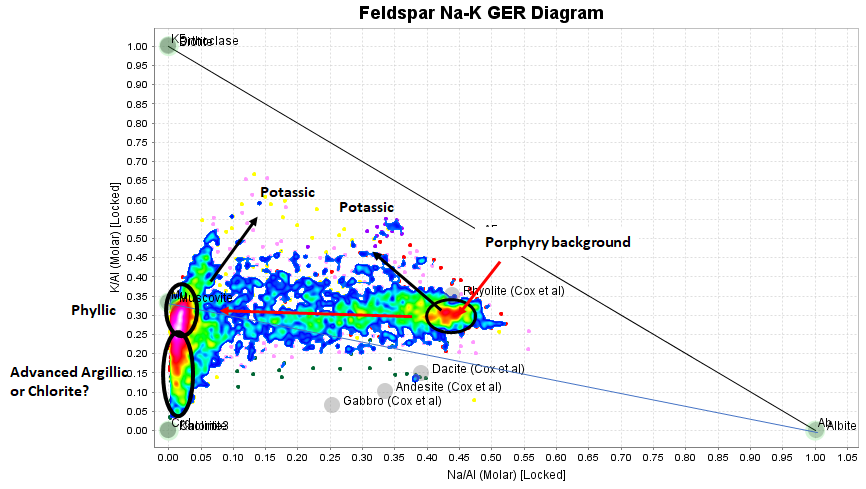 Feldspar Na-K GER Diagram
1.00
0.95
0.90
0.85
0.80
0.75
0.70
0.65
0.60
0.55
0.50
0.45
0.40
0.35
0.30
0.25
0.20
0.15
0.10
0.05
0.00
K/Al (Molar) [Locked]
Potassic
Potassic
Porphyry background
Rhyolite (Cox et al)
Muscovite
Phyllic
Advanced Argillic
or Chlorite?
Dacite (Cox et al)
Andesite (Cox et al)
Gabbro (Cox et al)
Ab
Albite
0.00 0.05 0.10 0.15 0.20 0.25 0.30 0.35 0.40 0.45 0.50 0.55 0.60 0.65 0.70 0.75 0.80 0.85 0.90 0.95 1.00 1.05
Na/Al (Molar) [Locked]